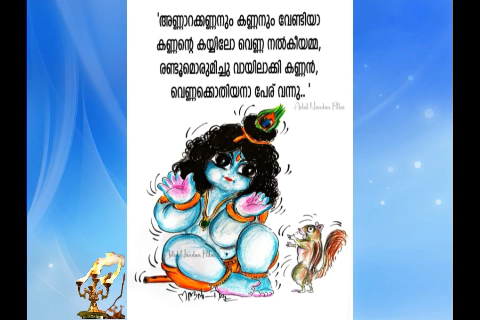 'അണ്ണാറക്കണ്ണനും കണ്ണനും വേണ്ടിയാ
കണ്ണന്റെ കയ്യിലോ വെണ്ണ നൽകീയമ്മ,
രണ്ടൂമൊരുമിച്ചു വായിലാക്കി കണ്ണൻ,
വെണ്ണക്കൊതിയനാ പേര് വന്നു.. '